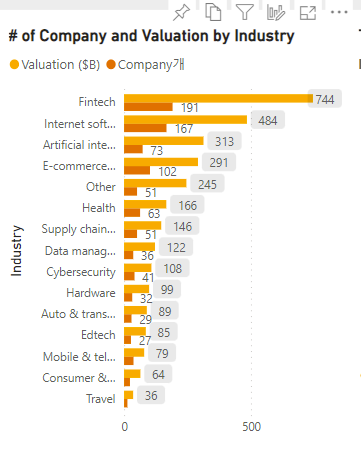 # of Company and Valuation by Industry
Valuation ($B) Company개
Industry
Fintech 744 191
Internet soft... 484 167
Artificial inte... 313 73
E-commerce... 291 102
Other 245 51
Health 166 63
Supply chain... 146 51
Data manag... 122 36
Cybersecurity 108 41
Hardware 99 32
Auto & trans... 89 29
Edtech 85 27
Mobile & tel... 79
Consumer &... 64
Travel 36
0 500